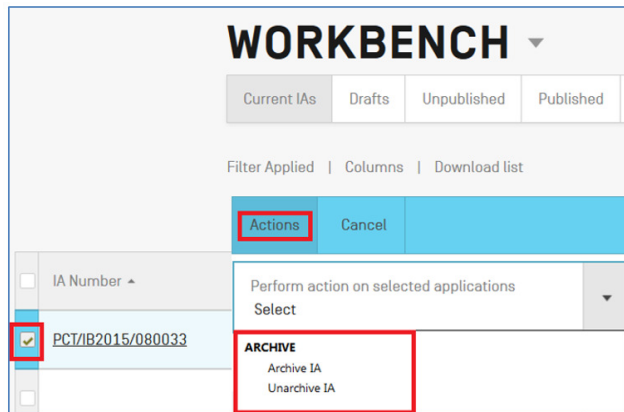 WORKBENCH
Current IAs Drafts Unpublished Published
Filter Applied | Columns | Download list
Actions Cancel
IA Number
Perform action on selected applications
Select
PCT/IB2015/080033
ARCHIVE
Archive IA
Unarchive IA